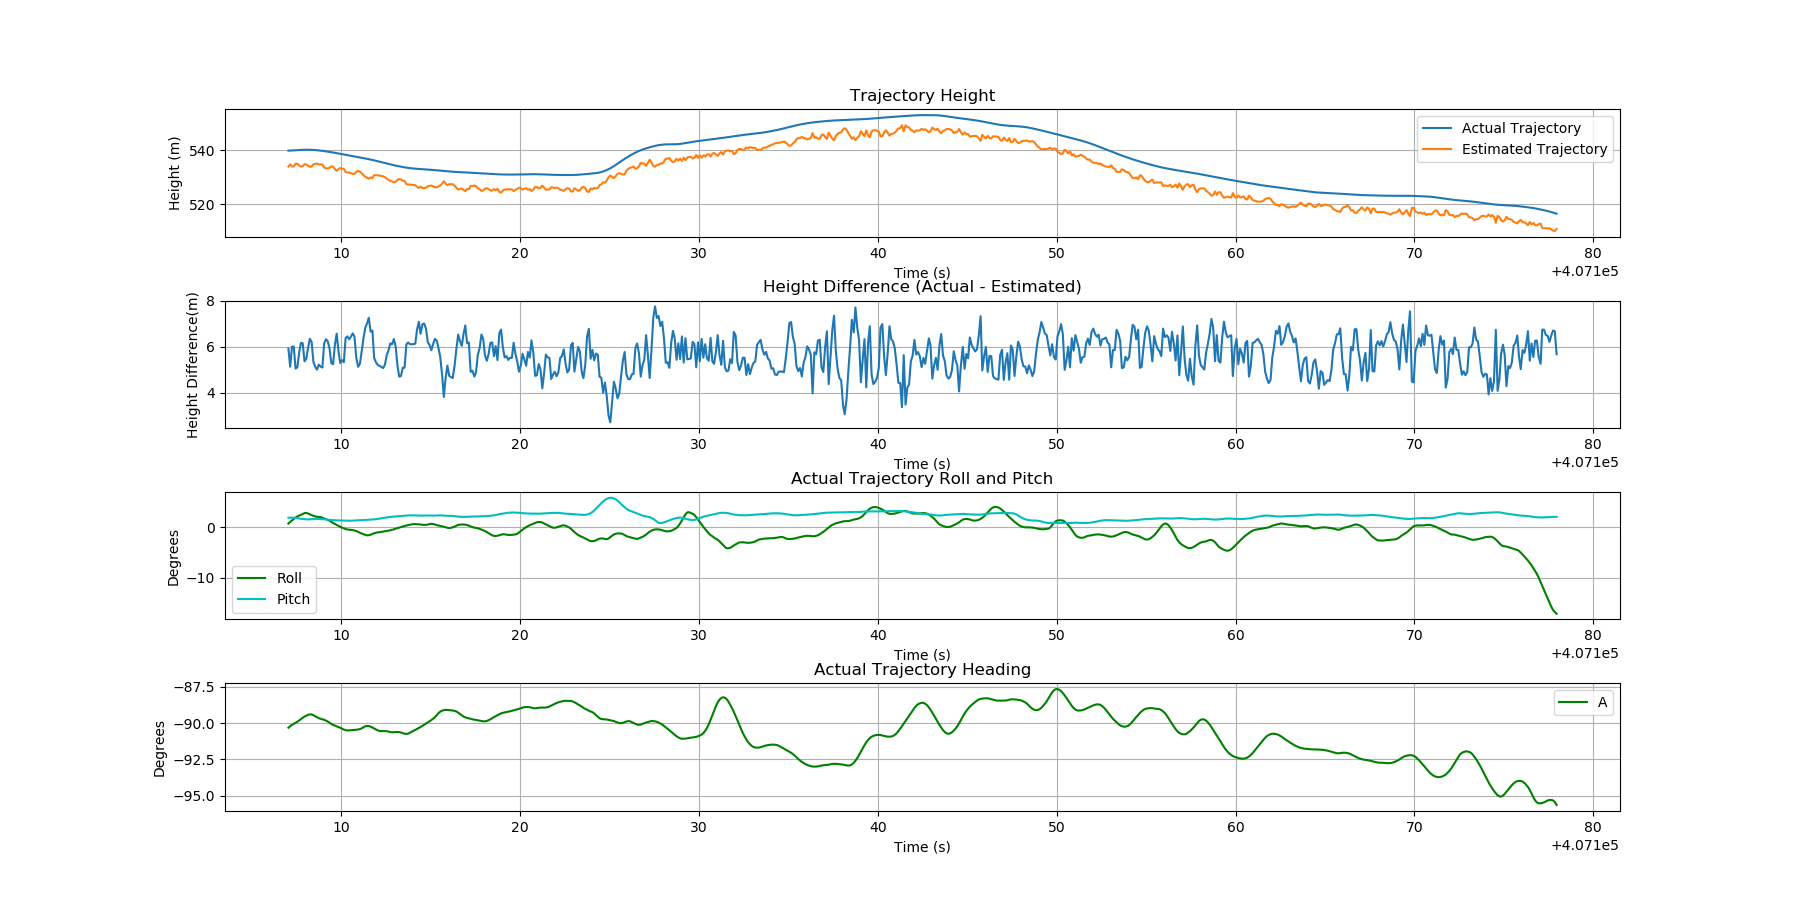 Trajectory Height
Height (m)
540
520
Actual Trajectory
Estimated Trajectory
10 20 30 40 50 60 70 80
Time (s)
+4.071e5
Height Difference (Actual - Estimated)
Height Difference(m)
8
6
4
10 20 30 40 50 60 70 80
Time (s)
+4.071e5
Actual Trajectory Roll and Pitch
Degrees
0
−10
Roll
Pitch
10 20 30 40 50 60 70 80
Time (s)
+4.071e5
Actual Trajectory Heading
Degrees
−87.5
−90.0
−92.5
−95.0
A
10 20 30 40 50 60 70 80
Time (s)
+4.071e5